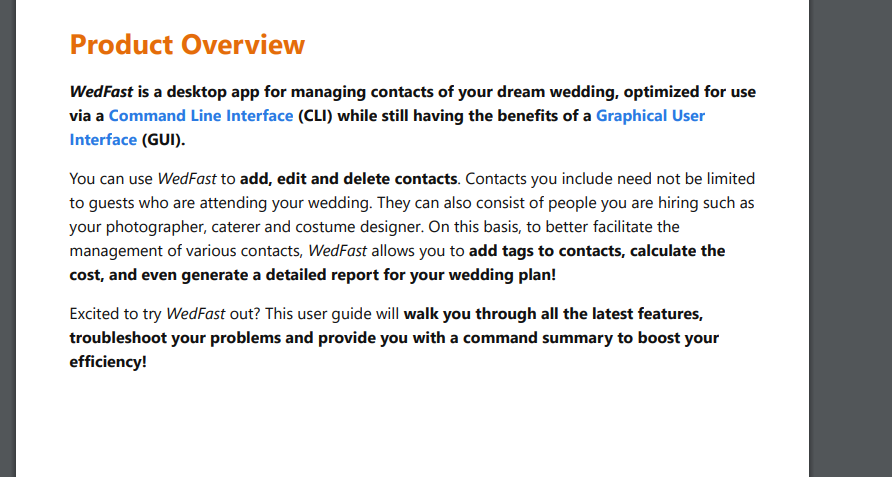 Product Overview
WedFast is a desktop app for managing contacts of your dream wedding, optimized for use
via a Command Line Interface (CLI) while still having the benefits of a Graphical User
Interface (GUI).
You can use WedFast to add, edit and delete contacts. Contacts you include need not be limited
to guests who are attending your wedding. They can also consist of people you are hiring such as
your photographer, caterer and costume designer. On this basis, to better facilitate the
management of various contacts, WedFast allows you to add tags to contacts, calculate the
cost, and even generate a detailed report for your wedding plan!
Excited to try WedFast out? This user guide will walk you through all the latest features,
troubleshoot your problems and provide you with a command summary to boost your
efficiency!